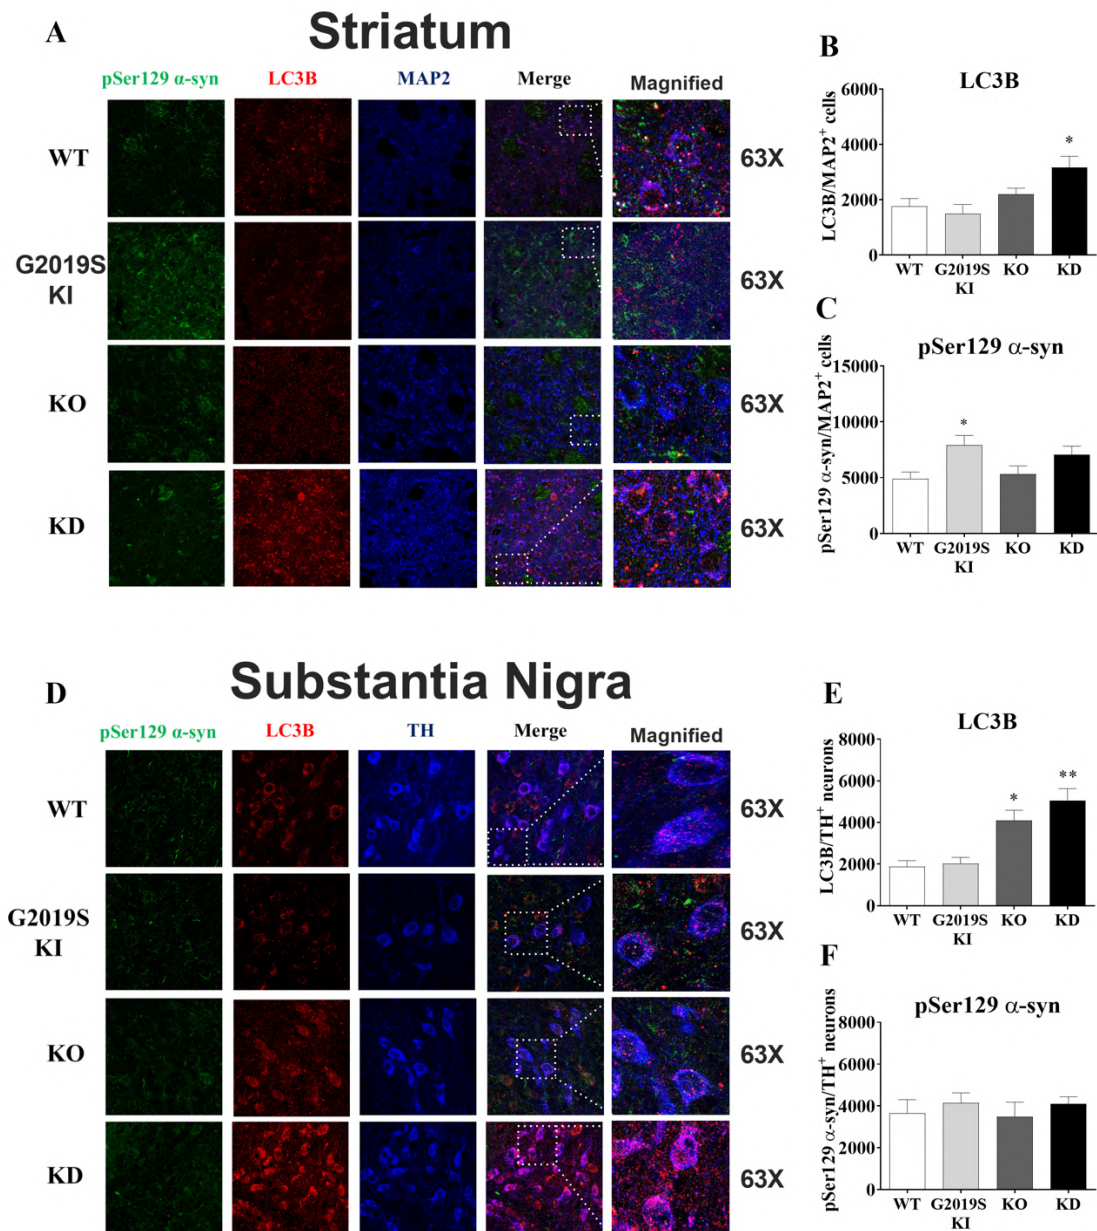 A
Striatum
pSer129 α-syn
LC3B
MAP2
Merge
Magnified
WT
63X
G2019S
KI
63X
KO
63X
KD
63X
B
LC3B
LC3B/MAP2+ cells
6000
4000
2000
0
WT
G2019S
KI
KO
KD
*
C
pSer129 α-syn
pSer129 α-syn/MAP2+ cells
15000
10000
5000
0
WT
G2019S
KI
KO
KD
*
D
Substantia Nigra
pSer129 α-syn
LC3B
TH
Merge
Magnified
WT
63X
G2019S
KI
63X
KO
63X
KD
63X
E
LC3B
LC3B/TH+ neurons
8000
6000
4000
2000
0
WT
G2019S
KI
KO
KD
*
**
F
pSer129 α-syn
pSer129 α-syn/TH+ neurons
8000
6000
4000
2000
0
WT
G2019S
KI
KO
KD